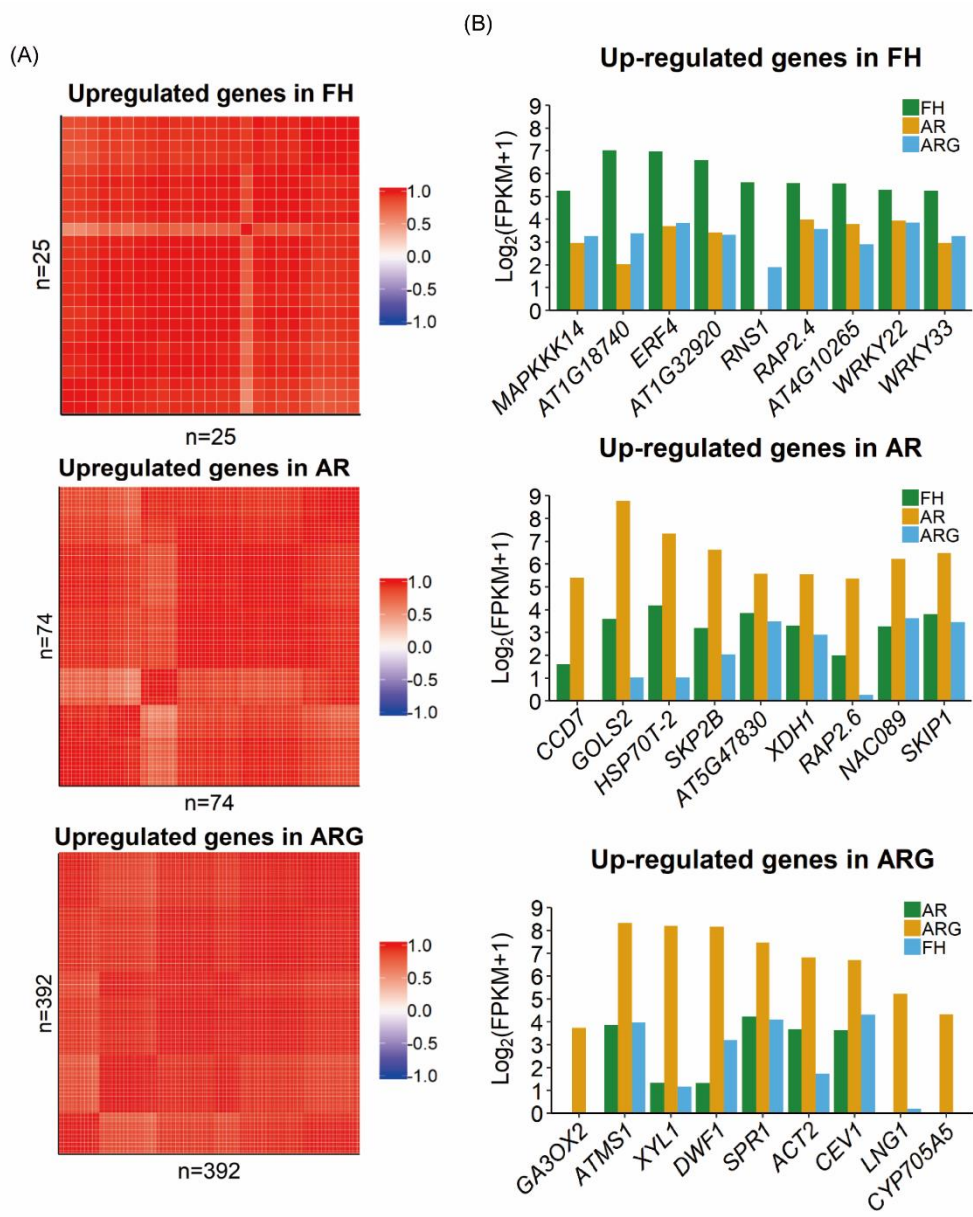 (A)
Upregulated genes in FH
n=25
n=25
1.0
0.5
0.0
-0.5
-1.0
Upregulated genes in AR
n=74
n=74
1.0
0.5
0.0
-0.5
-1.0
Upregulated genes in ARG
n=392
n=392
1.0
0.5
0.0
-0.5
-1.0
(B)
Up-regulated genes in FH
FH
AR
ARG
Log2(FPKM+1)
9
8
7
6
5
4
3
2
1
0
MAPKKK14
AT1G18740
ERF4
AT1G32920
RNS1
RAP2.4
AT4G10265
WRKY22
WRKY33
Up-regulated genes in AR
FH
AR
ARG
Log2(FPKM+1)
9
8
7
6
5
4
3
2
1
0
CCD7
GOLS2
HSP70T-2
SKP2B
AT5G47830
XDH1
RAP2.6
NAC089
SKIP1
Up-regulated genes in ARG
AR
ARG
FH
Log2(FPKM+1)
9
8
7
6
5
4
3
2
1
0
GA3OX2
ATMS1
XYL1
DWF1
SPR1
ACT2
CEV1
LNG1
CYP705A5